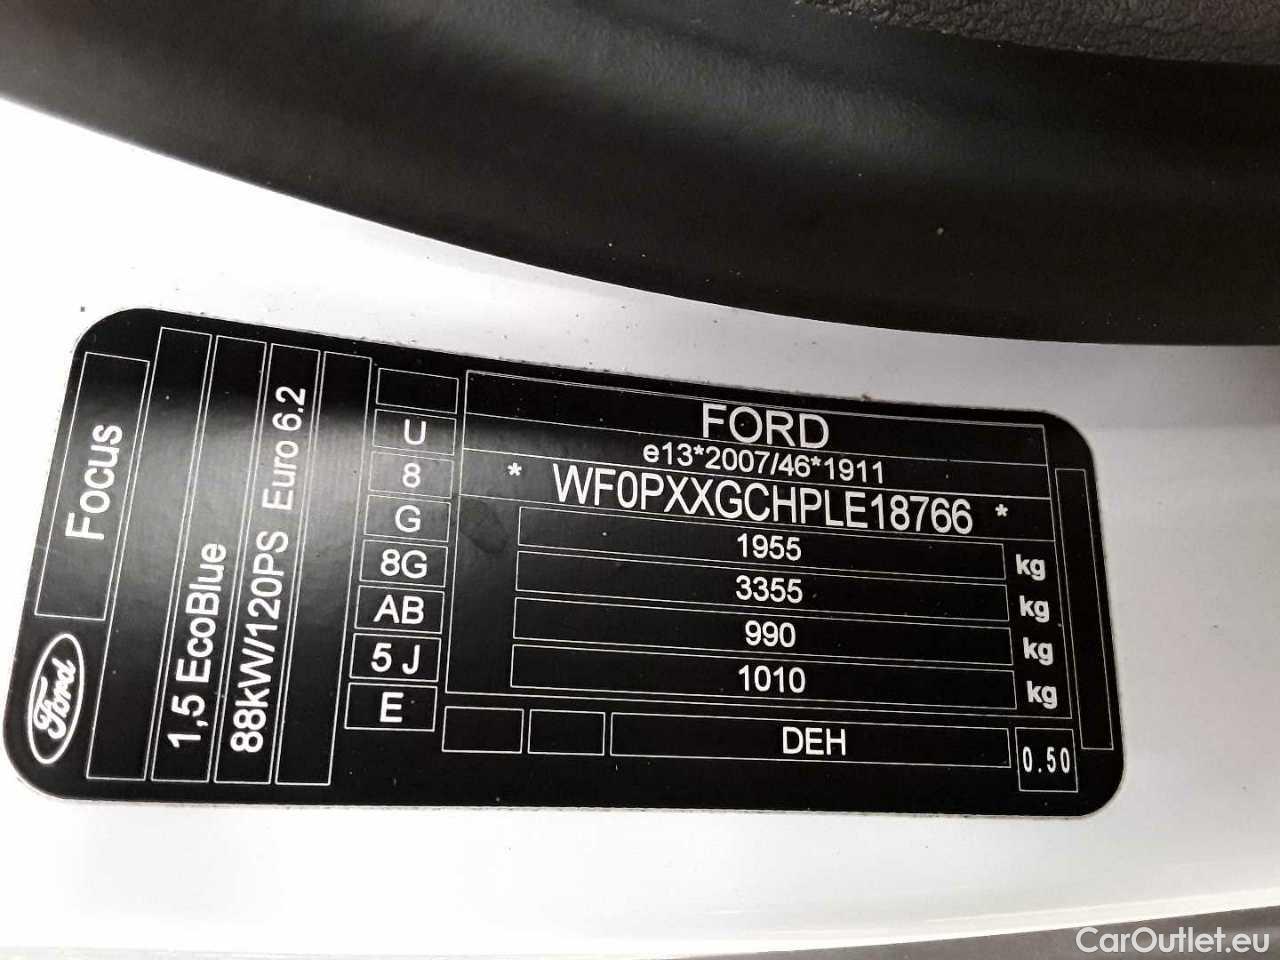 Ford
Focus
1,5 EcoBlue
88kW/120PS Euro 6.2
U
8
G
8G
AB
5 J
E
FORD
e13*2007/46*1911
* WF0PXXGCHPLE18766 *
1955 kg
3355 kg
990 kg
1010 kg
DEH
0.50
CarOutlet.eu